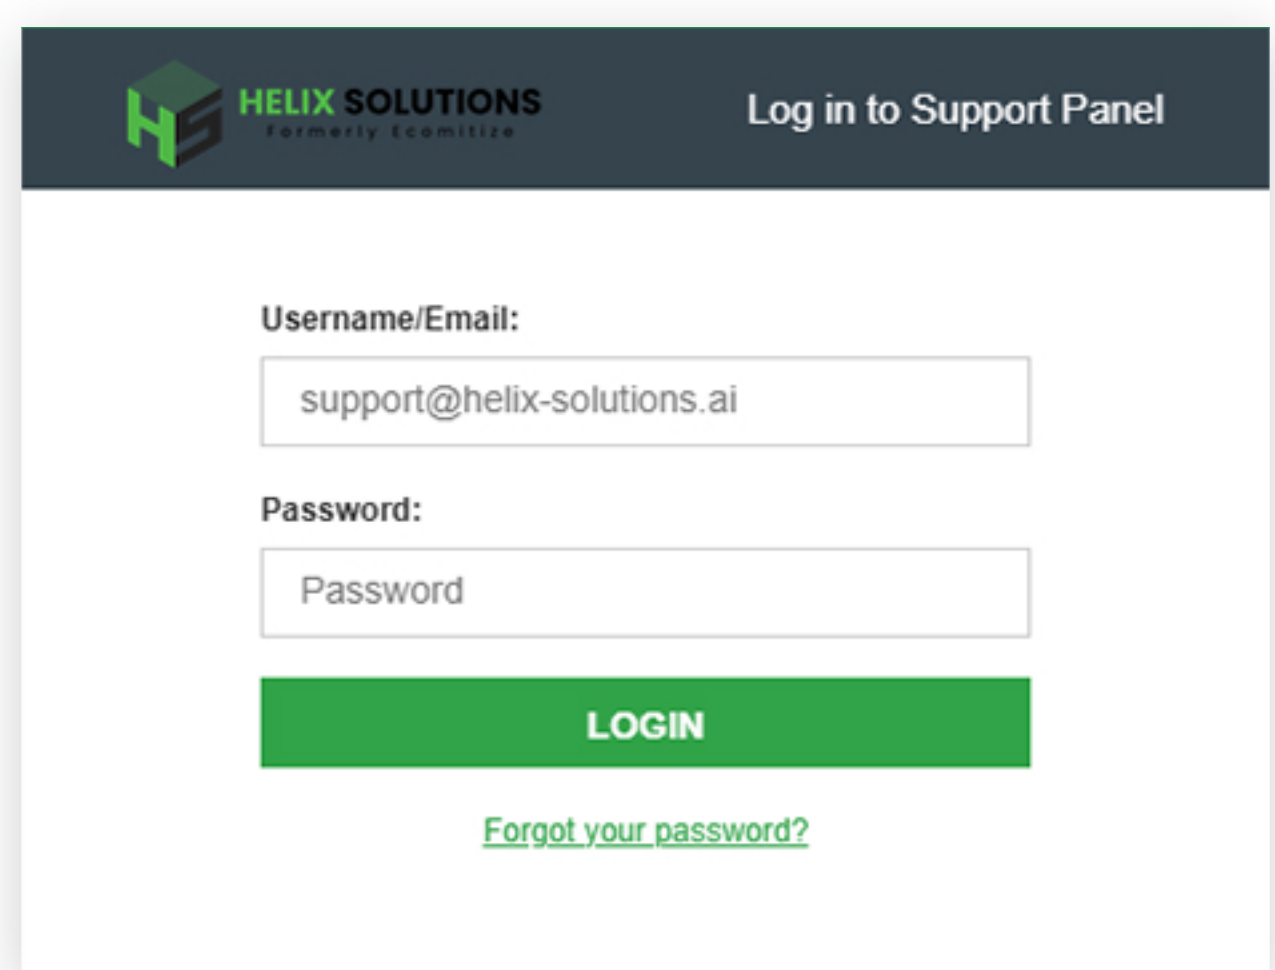 HELIX SOLUTIONS
Formerly Ecomitize
Log in to Support Panel
Username/Email:
support@helix-solutions.ai
Password:
Password
LOGIN
Forgot your password?